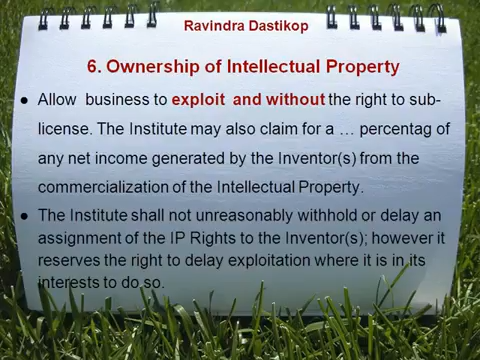 Ravindra Dastikop
6. Ownership of Intellectual Property
● Allow business to exploit and without the right to sub-
license. The Institute may also claim for a … percentag of
any net income generated by the Inventor(s) from the
commercialization of the Intellectual Property.
● The Institute shall not unreasonably withhold or delay an
assignment of the IP Rights to the Inventor(s); however it
reserves the right to delay exploitation where it is in its
interests to do so.